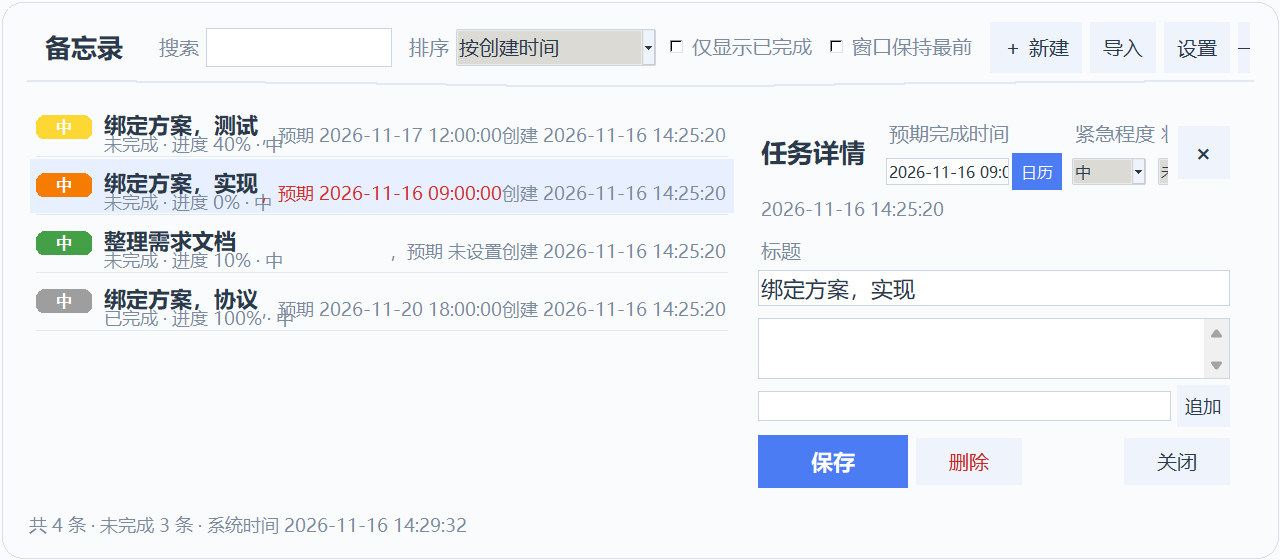 备忘录 搜索 排序 按创建时间 仅显示已完成 窗口保持最前 + 新建 导入 设置 —
中 绑定方案，测试
未完成 · 进度 40% · 中 ，预期 2026-11-17 12:00:00 创建 2026-11-16 14:25:20
中 绑定方案，实现
未完成 · 进度 0% · 中 ，预期 2026-11-16 09:00:00 创建 2026-11-16 14:25:20
中 整理需求文档
未完成 · 进度 10% · 中 ，预期 未设置 创建 2026-11-16 14:25:20
中 绑定方案，协议
已完成 · 进度 100% · 中 ，预期 2026-11-20 18:00:00 创建 2026-11-16 14:25:20
任务详情 预期完成时间 紧急程度 ×
2026-11-16 09:0 日历 中
2026-11-16 14:25:20
标题
绑定方案，实现
追加
保存 删除 关闭
共 4 条 · 未完成 3 条 · 系统时间 2026-11-16 14:29:32